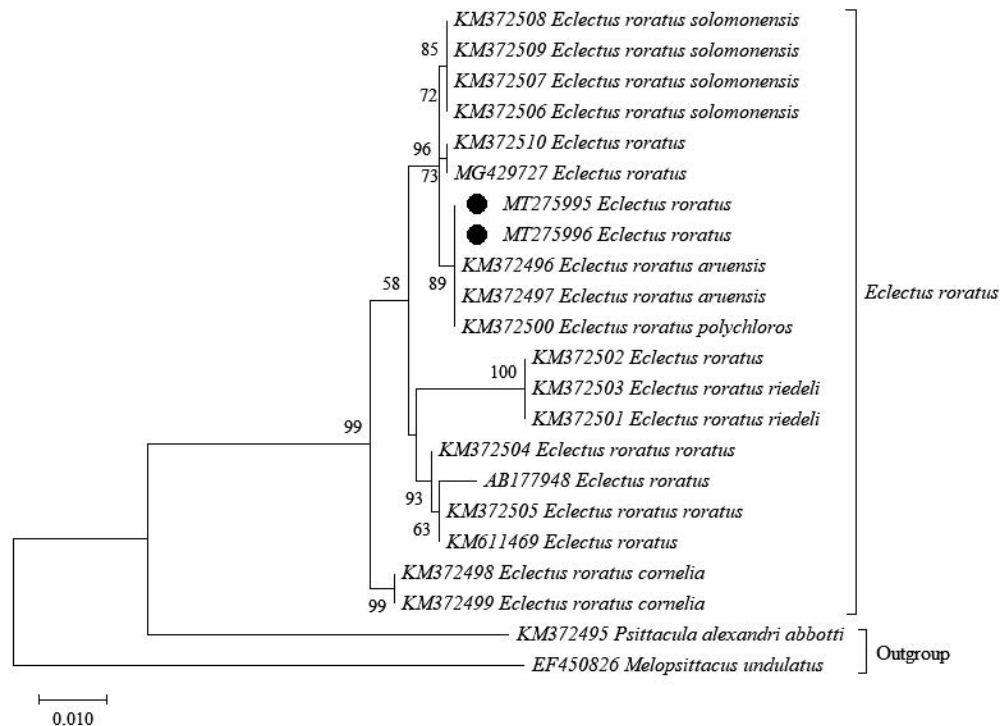 KM372508 Eclectus roratus solomonensis
85
KM372509 Eclectus roratus solomonensis
KM372507 Eclectus roratus solomonensis
72
KM372506 Eclectus roratus solomonensis
96
KM372510 Eclectus roratus
73
MG429727 Eclectus roratus
MT275995 Eclectus roratus
MT275996 Eclectus roratus
KM372496 Eclectus roratus aruensis
58
89
KM372497 Eclectus roratus aruensis
Eclectus roratus
KM372500 Eclectus roratus polychloros
KM372502 Eclectus roratus
100
KM372503 Eclectus roratus riedeli
KM372501 Eclectus roratus riedeli
99
KM372504 Eclectus roratus roratus
AB177948 Eclectus roratus
93
KM372505 Eclectus roratus roratus
63
KM611469 Eclectus roratus
KM372498 Eclectus roratus cornelia
99
KM372499 Eclectus roratus cornelia
KM372495 Psittacula alexandri abbotti
Outgroup
EF450826 Melopsittacus undulatus
0.010